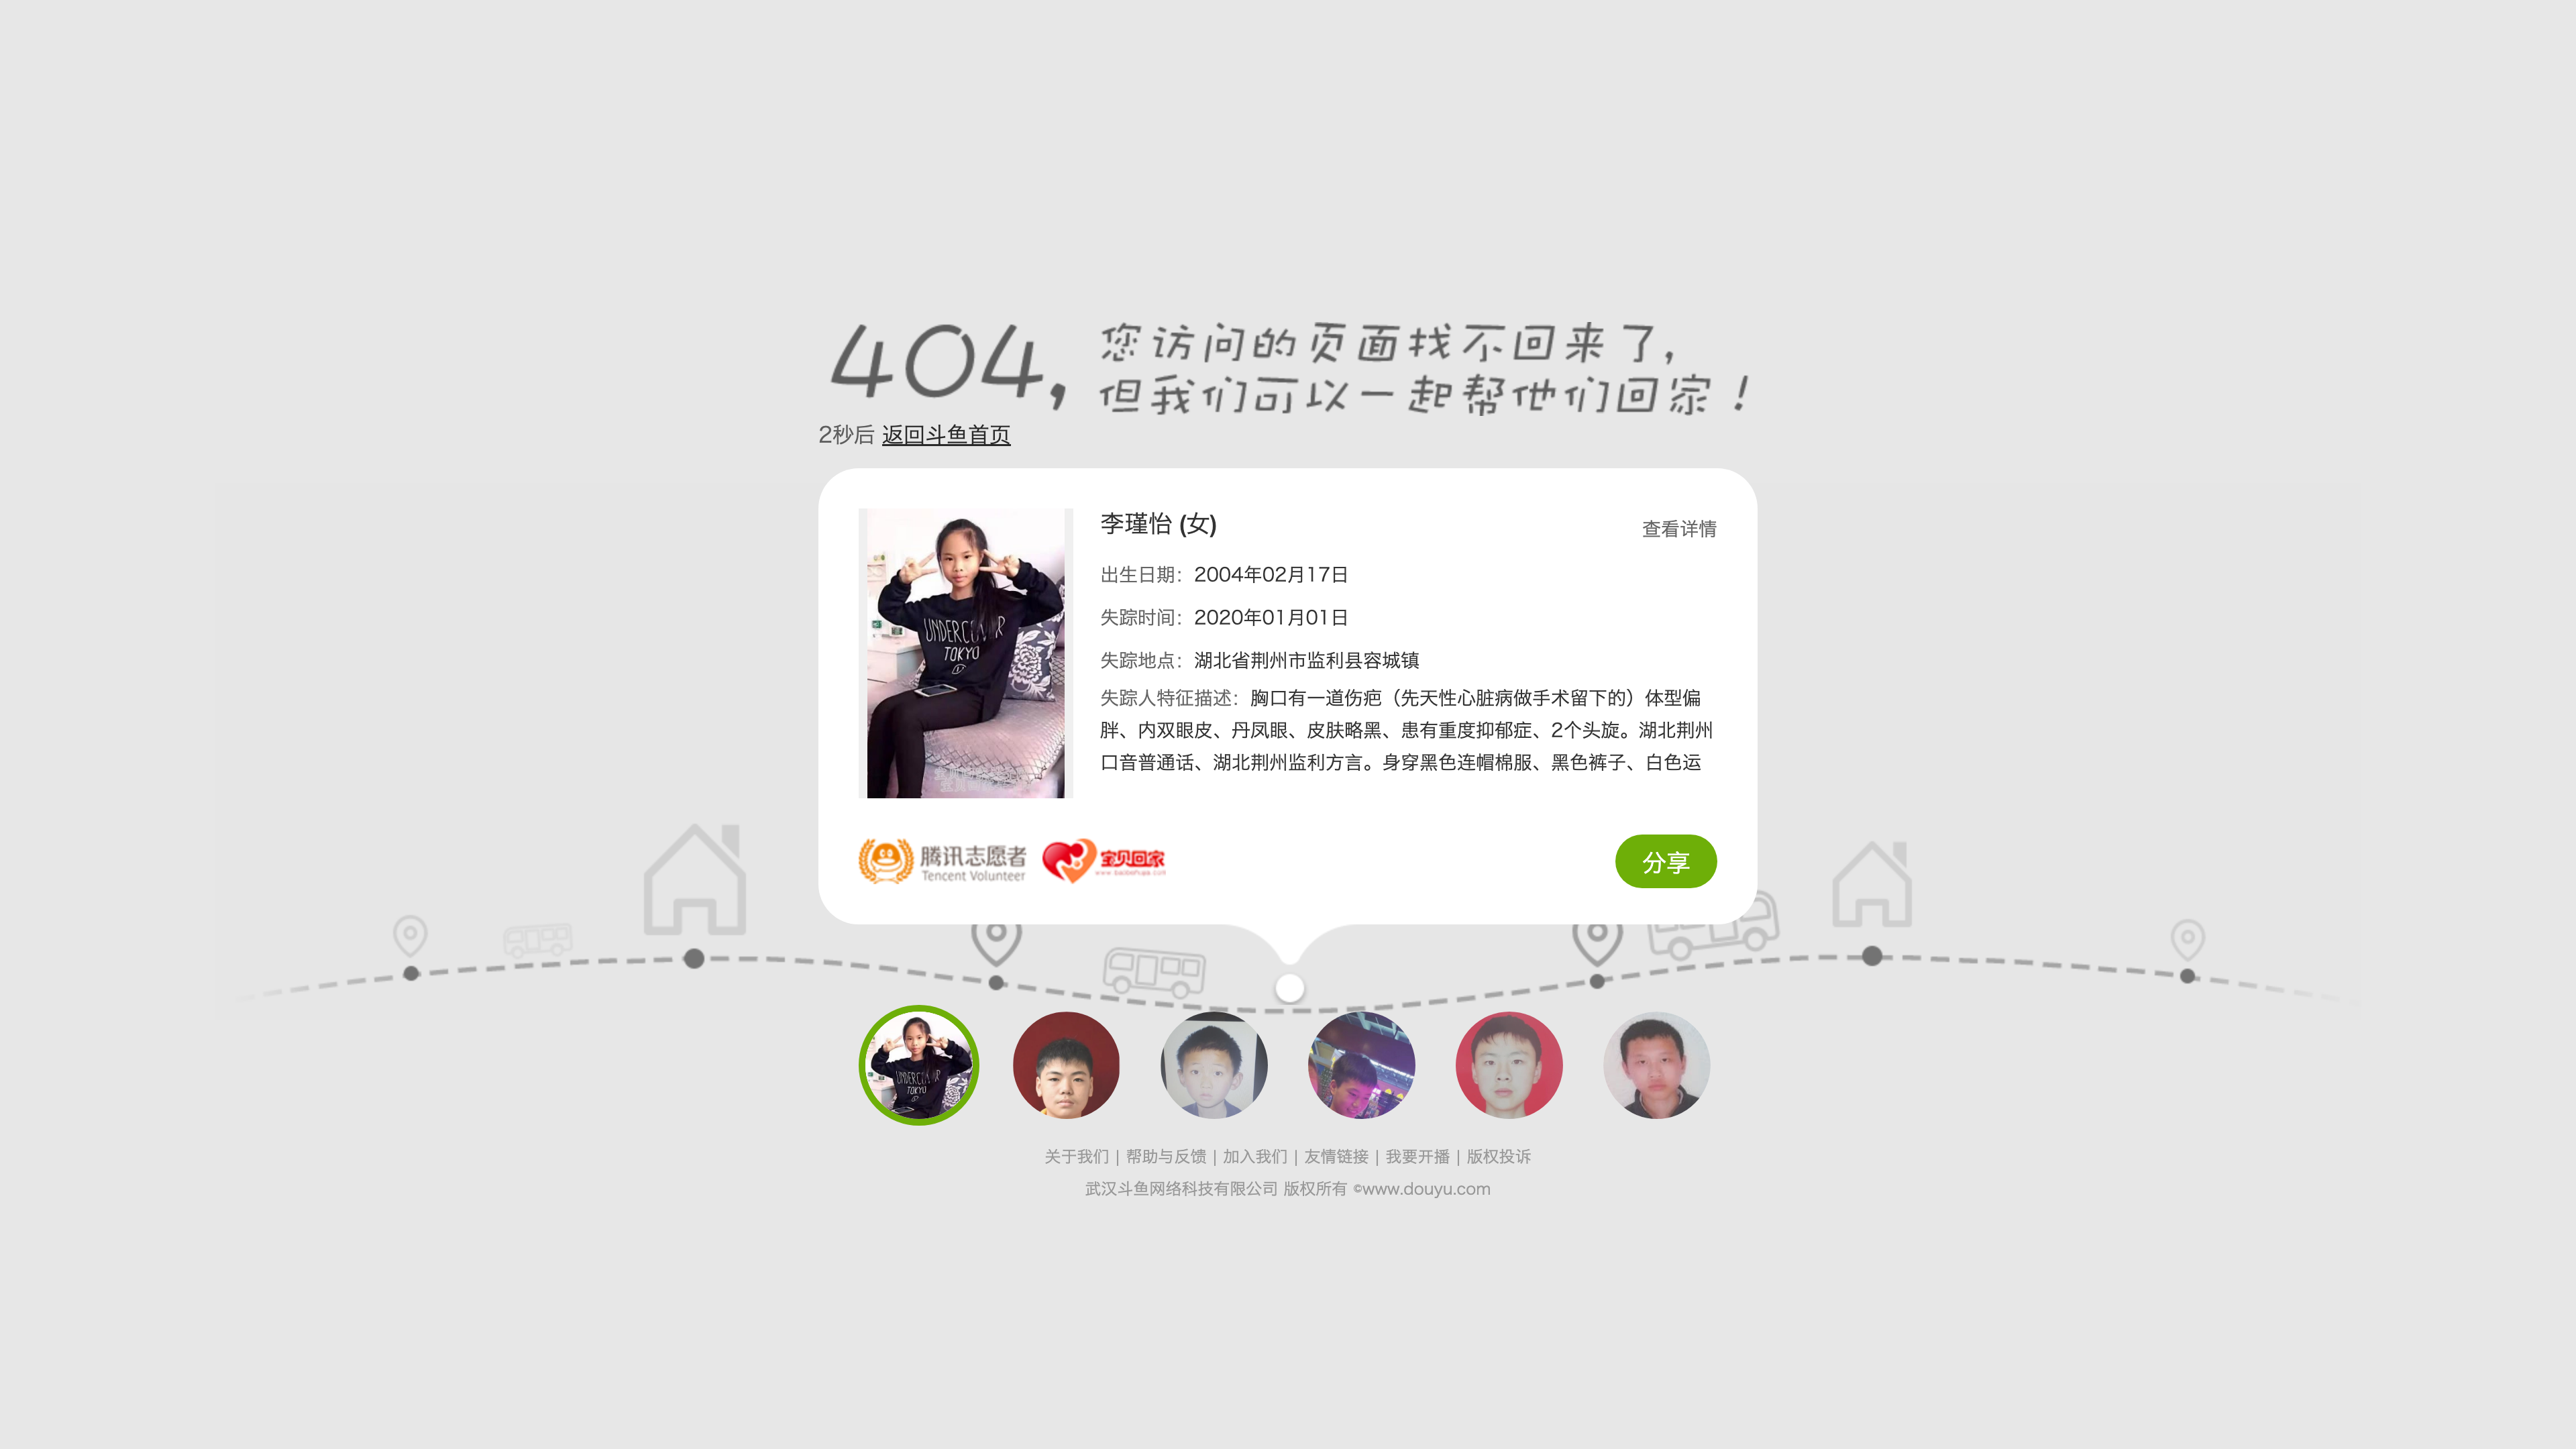 404,
您访问的页面找不回来了,
但我们可以一起帮他们回家!
2秒后 返回斗鱼首页
李瑾怡 (女)
查看详情
出生日期：2004年02月17日
失踪时间：2020年01月01日
失踪地点：湖北省荆州市监利县容城镇
失踪人特征描述：胸口有一道伤疤（先天性心脏病做手术留下的）体型偏
胖、内双眼皮、丹凤眼、皮肤略黑、患有重度抑郁症、2个头旋。湖北荆州
口音普通话、湖北荆州监利方言。身穿黑色连帽棉服、黑色裤子、白色运
UNDERCOVER
TOKYO
腾讯志愿者
Tencent Volunteer
宝贝回家
分享
关于我们 | 帮助与反馈 | 加入我们 | 友情链接 | 我要开播 | 版权投诉
武汉斗鱼网络科技有限公司 版权所有 ©www.douyu.com